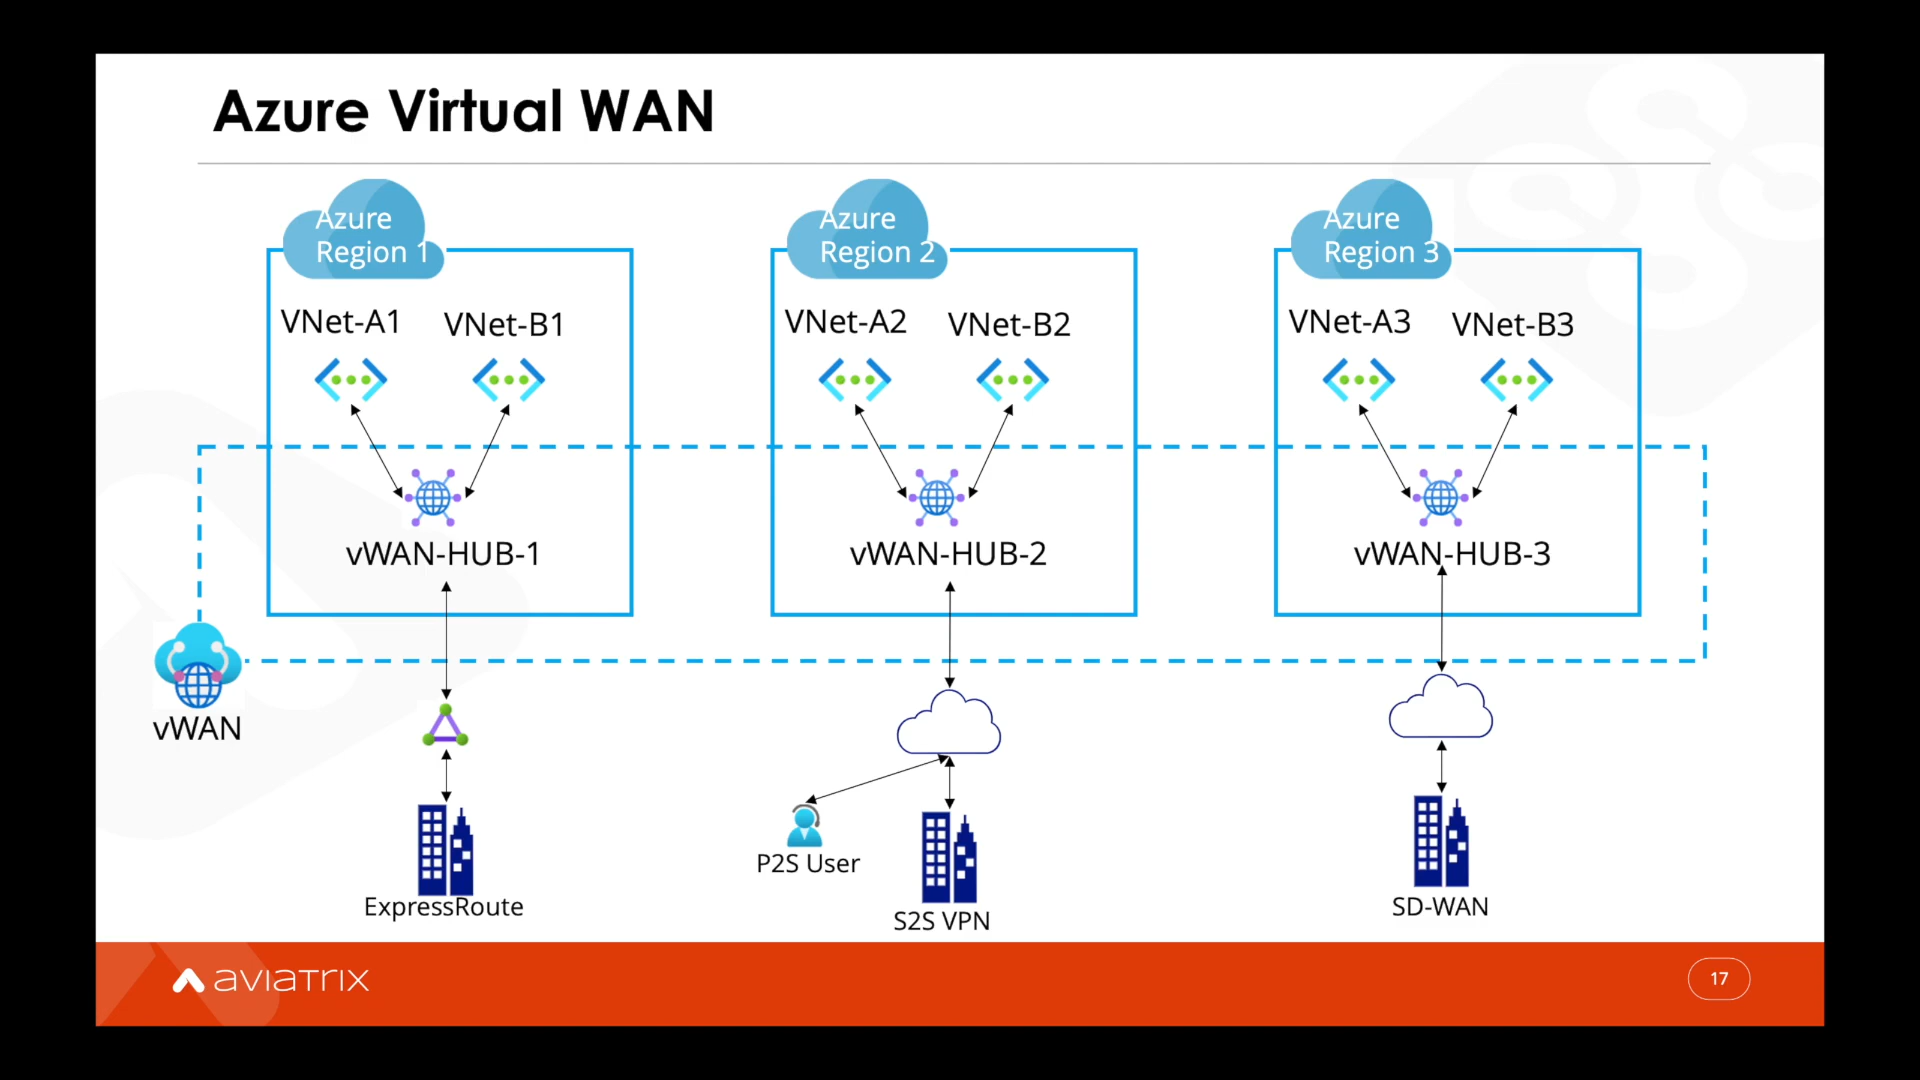 Azure Virtual WAN
Azure
Region 1
Azure
Region 2
Azure
Region 3
VNet-A1
VNet-B1
VNet-A2
VNet-B2
VNet-A3
VNet-B3
vWAN-HUB-1
vWAN-HUB-2
vWAN-HUB-3
vWAN
P2S User
ExpressRoute
S2S VPN
SD-WAN
aviatrix
17